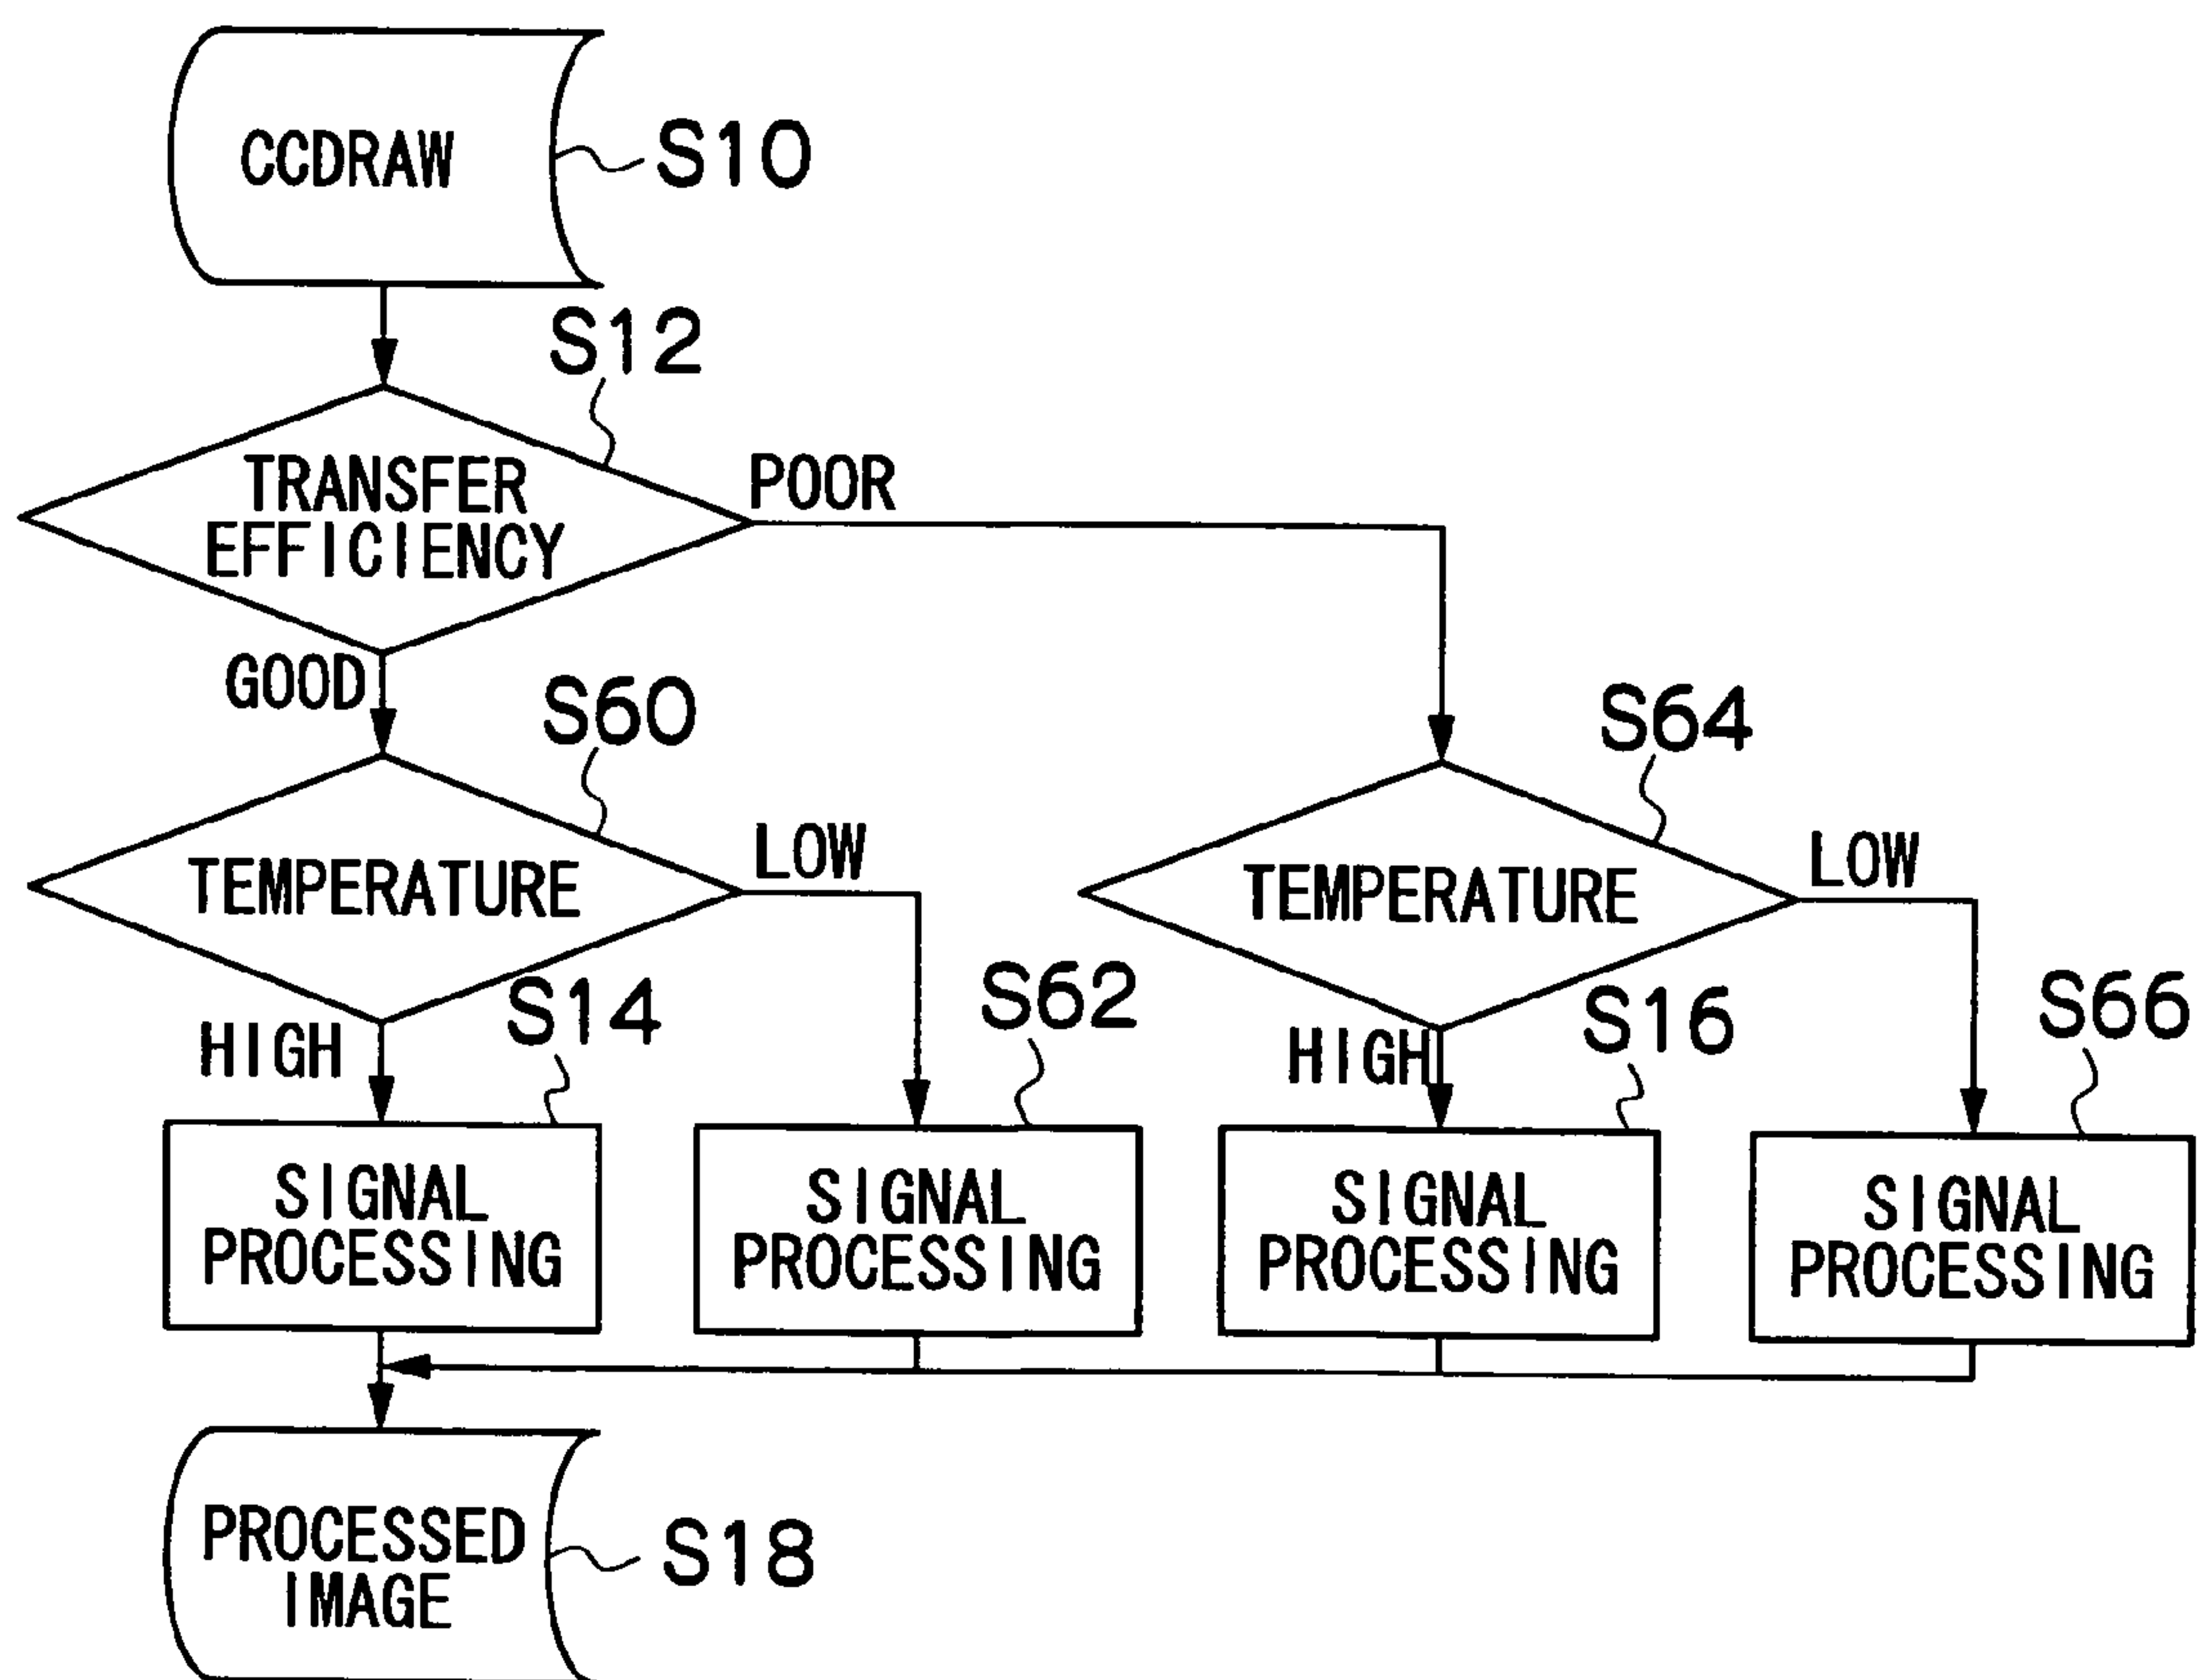 CCDRAW
S10
S12
TRANSFER
EFFICIENCY
POOR
GOOD
S60
S64
TEMPERATURE
LOW
TEMPERATURE
LOW
HIGH
S14
S62
HIGH
S16
S66
SIGNAL
PROCESSING
SIGNAL
PROCESSING
SIGNAL
PROCESSING
SIGNAL
PROCESSING
PROCESSED
IMAGE
S18